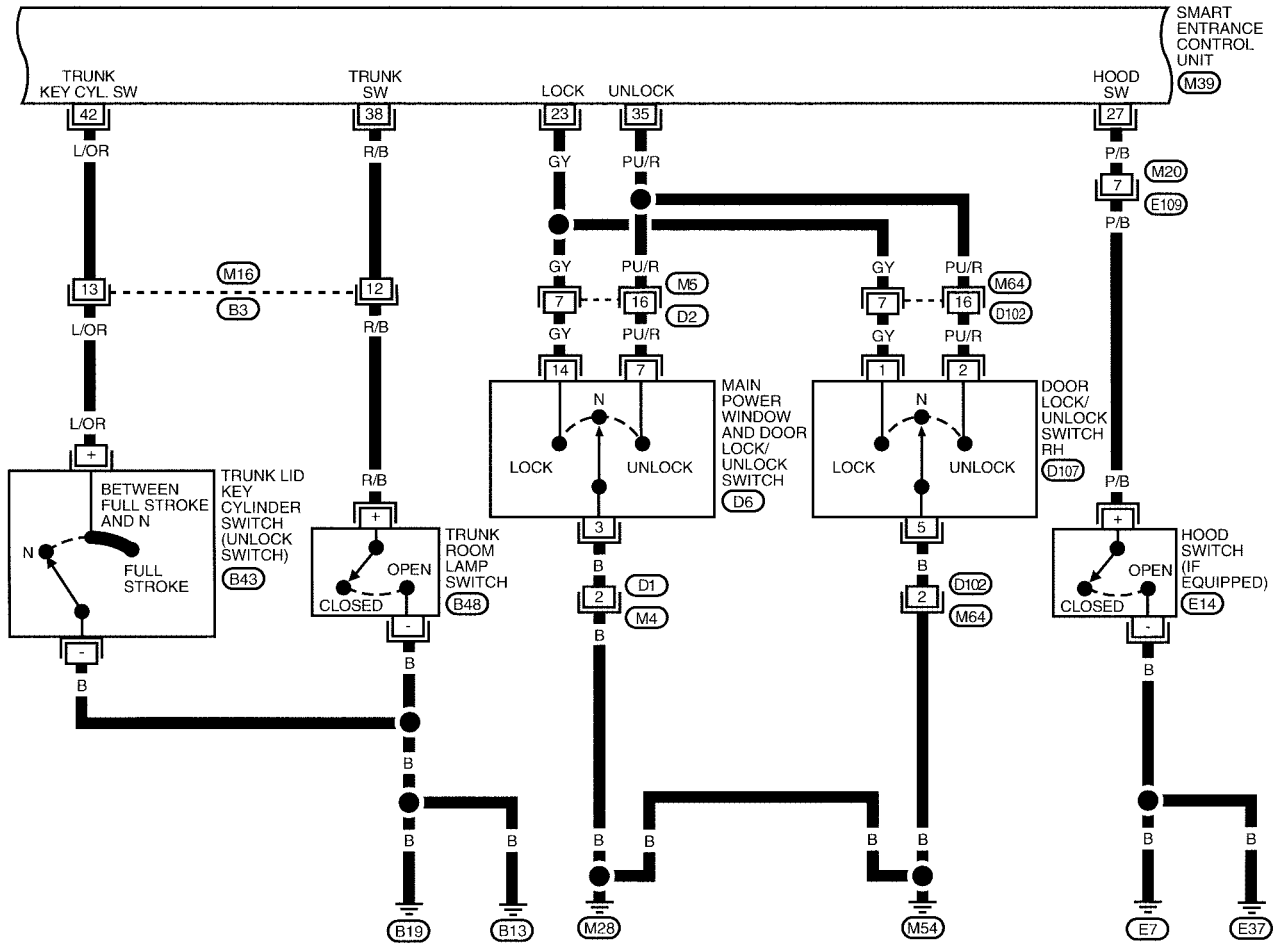 SMART
ENTRANCE
CONTROL
UNIT
M39
TRUNK
KEY CYL. SW
TRUNK
SW
LOCK
UNLOCK
HOOD
SW
42
38
23
35
27
L/OR
R/B
GY
PU/R
P/B
7
M20
E109
P/B
GY
PU/R
GY
PU/R
13
M16
B3
12
7
16
M5
D2
7
16
M64
D102
L/OR
R/B
GY
PU/R
GY
PU/R
14
7
1
2
L/OR
+
N
LOCK
UNLOCK
MAIN
POWER
WINDOW
AND DOOR
LOCK/
UNLOCK
SWITCH
D6
N
LOCK
UNLOCK
DOOR
LOCK/
UNLOCK
SWITCH
RH
D107
BETWEEN
FULL STROKE
AND N
N
FULL
STROKE
TRUNK LID
KEY
CYLINDER
SWITCH
(UNLOCK
SWITCH)
B43
R/B
+
OPEN
CLOSED
TRUNK
ROOM
LAMP
SWITCH
B48
3
5
P/B
+
OPEN
CLOSED
HOOD
SWITCH
(IF
EQUIPPED)
E14
B
2
D1
M4
B
B
2
D102
M64
-
-
-
B
B
B
B
B
B
B
B
B
B
B
B
B
B19
B13
M28
M54
E7
E37